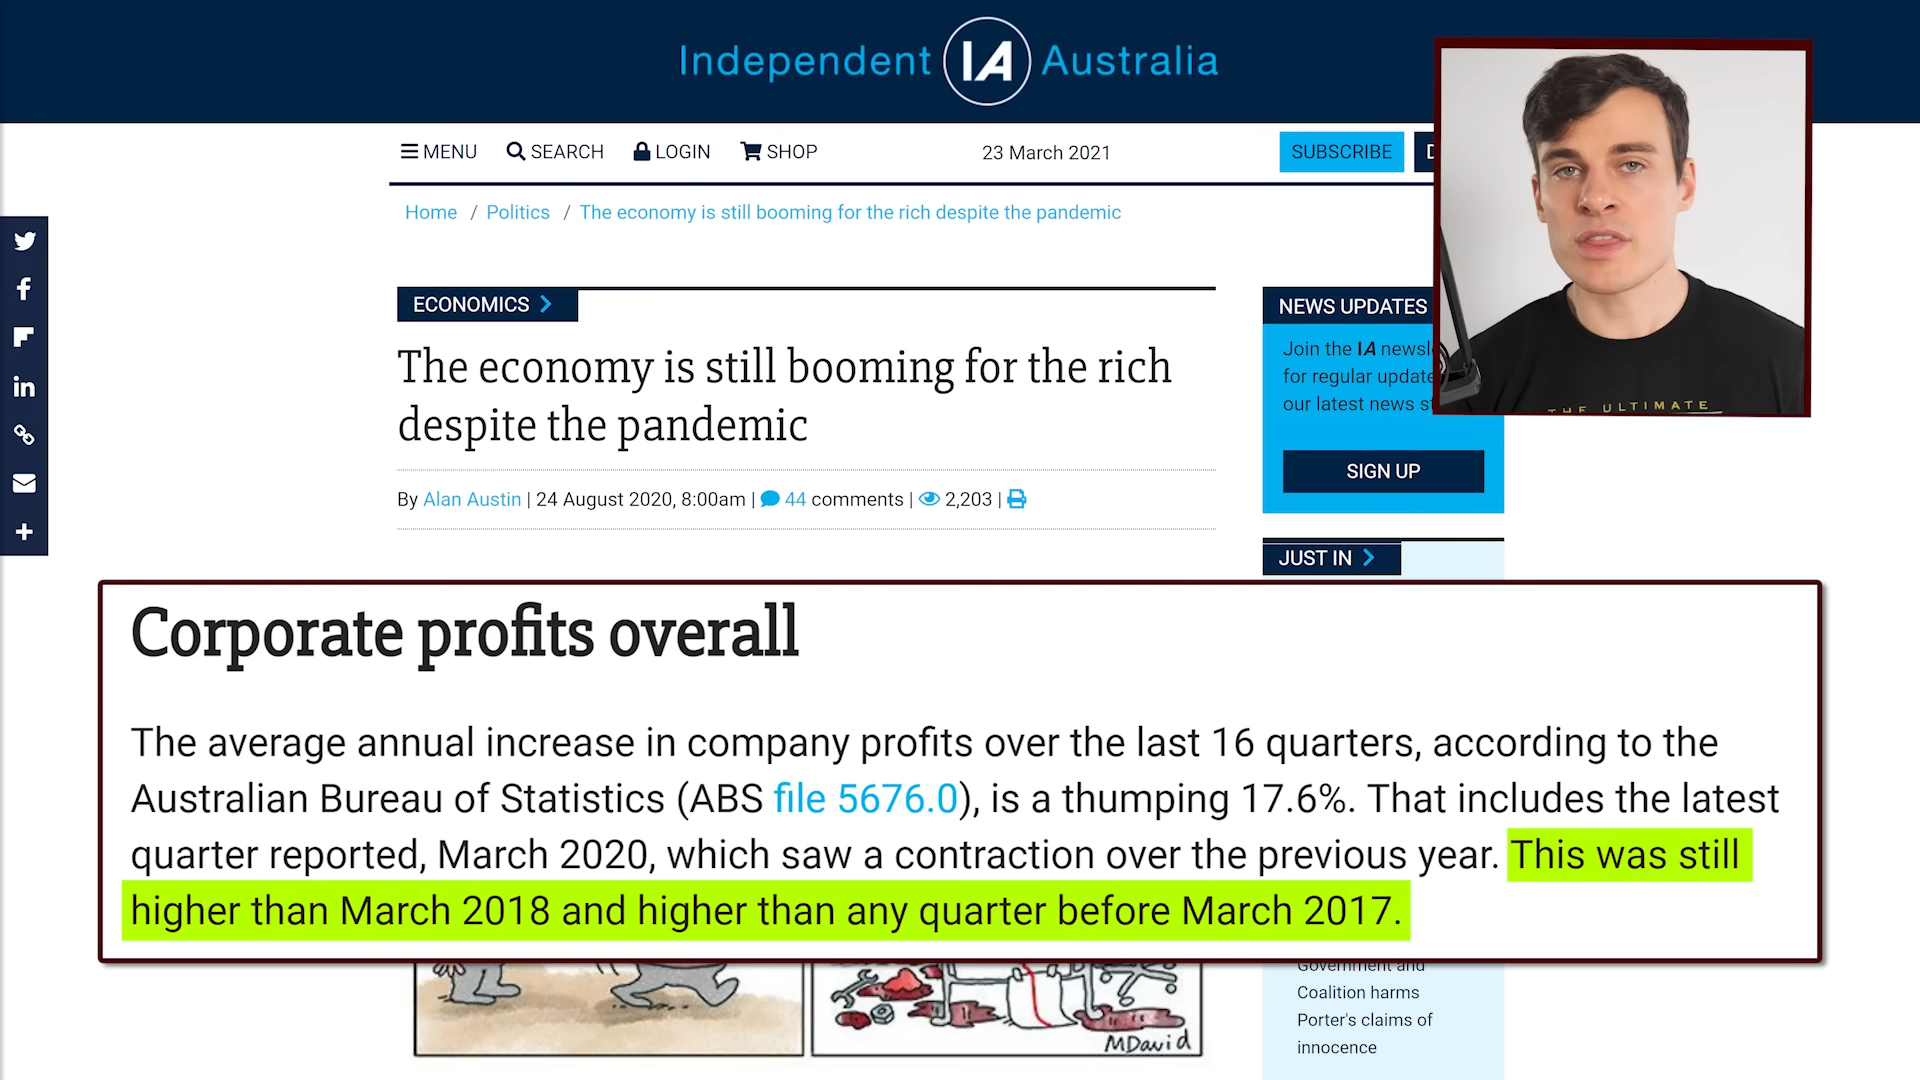 Independent IA Australia
MENU SEARCH LOGIN SHOP 23 March 2021 SUBSCRIBE
Home / Politics / The economy is still booming for the rich despite the pandemic
ECONOMICS
The economy is still booming for the rich
despite the pandemic
By Alan Austin | 24 August 2020, 8:00am | 44 comments | 2,203 |
NEWS UPDATES
Join the IA
for regular
our latest news
SIGN UP
JUST IN
THE ULTIMATE
Corporate profits overall
The average annual increase in company profits over the last 16 quarters, according to the
Australian Bureau of Statistics (ABS file 5676.0), is a thumping 17.6%. That includes the latest
quarter reported, March 2020, which saw a contraction over the previous year. This was still
higher than March 2018 and higher than any quarter before March 2017.
MDavid
Government and
Coalition harms
Porter's claims of
innocence